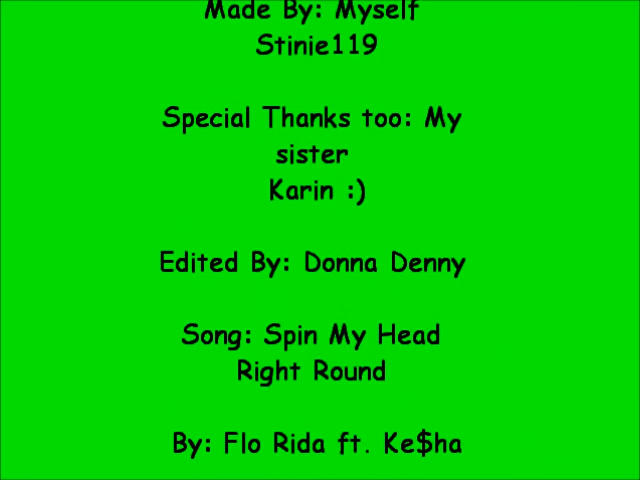 Made By: Myself
Stinie119
Special Thanks too: My
sister
Karin :)
Edited By: Donna Denny
Song: Spin My Head
Right Round
By: Flo Rida ft. Ke$ha